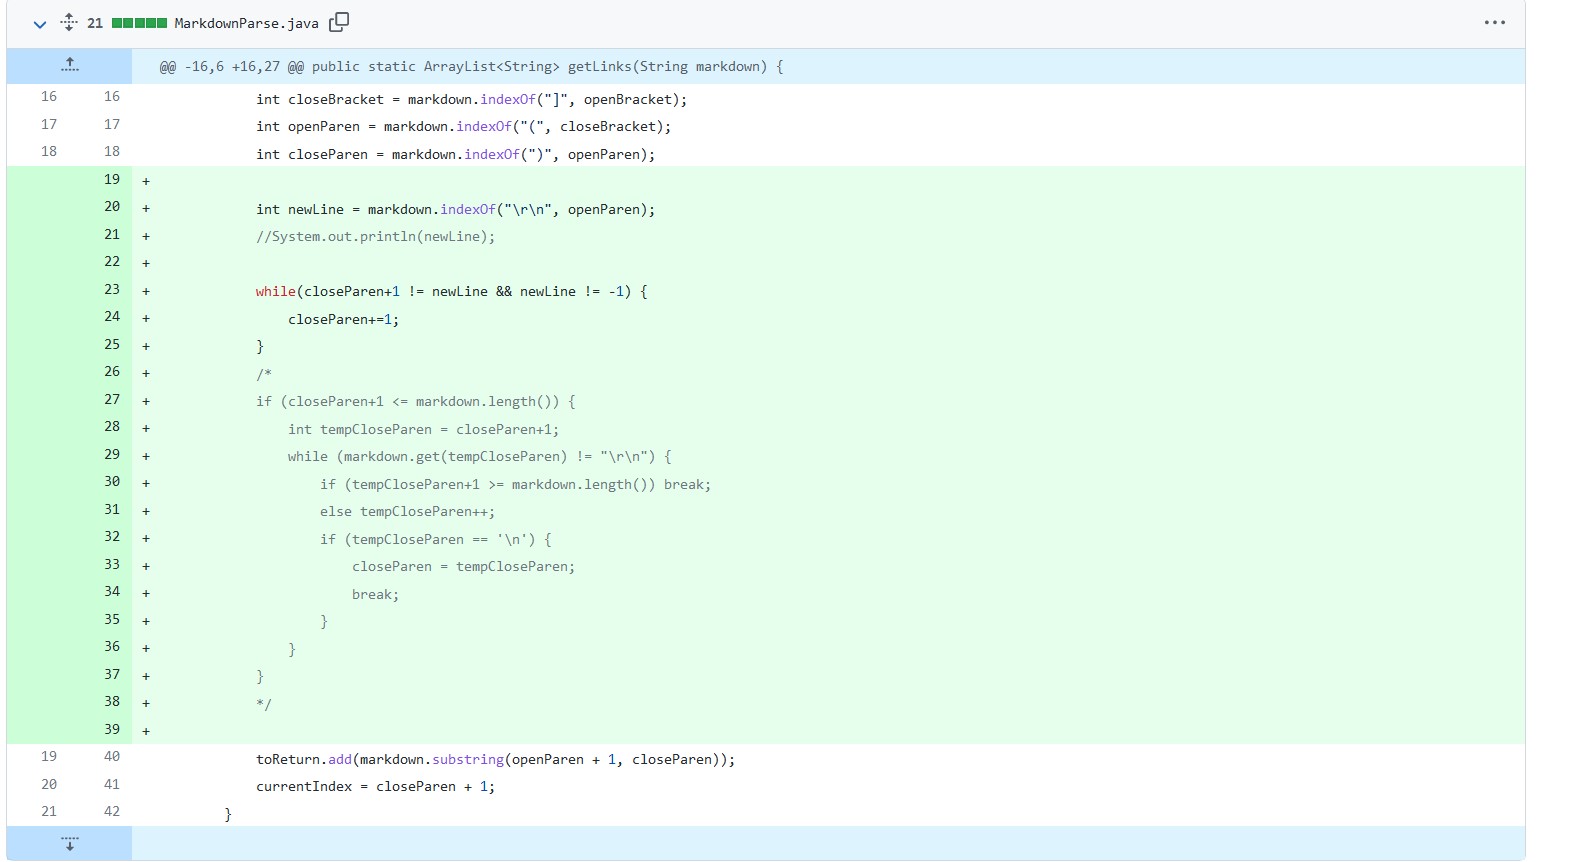 21 MarkdownParse.java
@@ -16,6 +16,27 @@ public static ArrayList<String> getLinks(String markdown) {
16 16 int closeBracket = markdown.indexOf("]", openBracket);
17 17 int openParen = markdown.indexOf("(", closeBracket);
18 18 int closeParen = markdown.indexOf(")", openParen);
19 +
20 + int newLine = markdown.indexOf("\r\n", openParen);
21 + //System.out.println(newLine);
22 +
23 + while(closeParen+1 != newLine && newLine != -1) {
24 + closeParen+=1;
25 + }
26 + /*
27 + if (closeParen+1 <= markdown.length()) {
28 + int tempCloseParen = closeParen+1;
29 + while (markdown.get(tempCloseParen) != "\r\n") {
30 + if (tempCloseParen+1 >= markdown.length()) break;
31 + else tempCloseParen++;
32 + if (tempCloseParen == '\n') {
33 + closeParen = tempCloseParen;
34 + break;
35 + }
36 + }
37 + }
38 + */
39 +
19 40 toReturn.add(markdown.substring(openParen + 1, closeParen));
20 41 currentIndex = closeParen + 1;
21 42 }